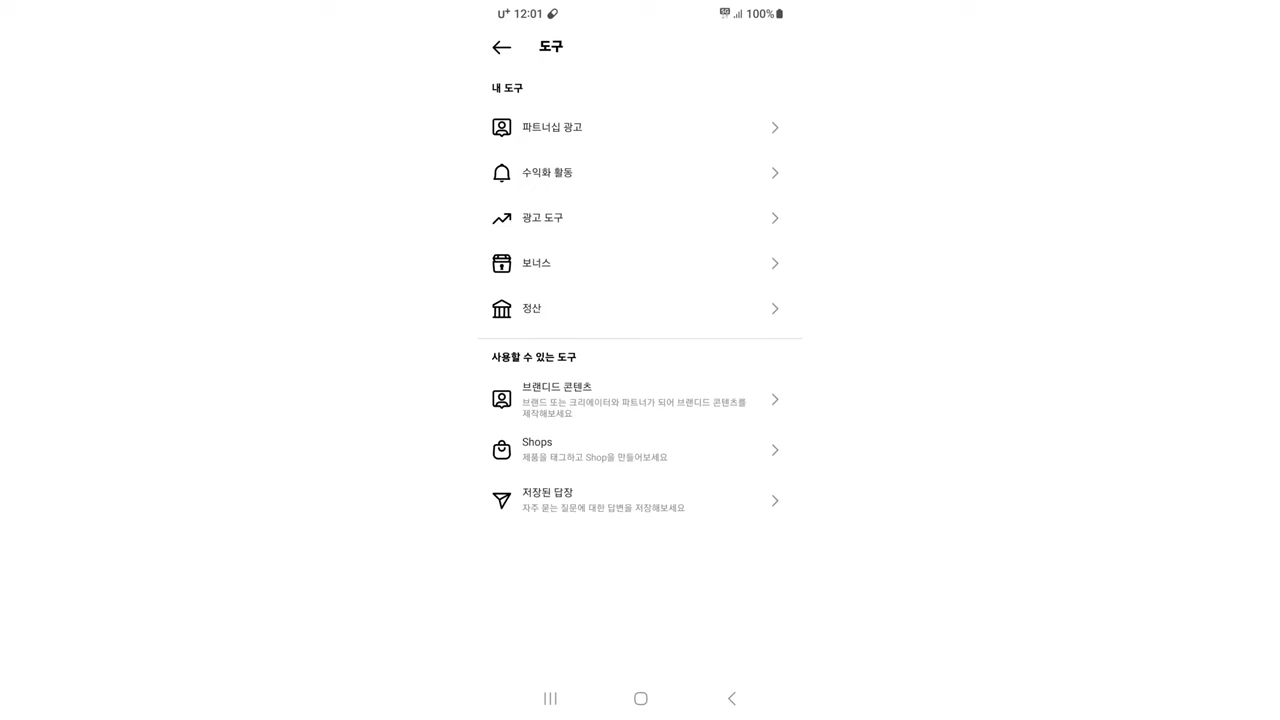 U+ 12:01
5G 100%
도구
내 도구
파트너십 광고
수익화 활동
광고 도구
보너스
정산
사용할 수 있는 도구
브랜디드 콘텐츠
브랜드 또는 크리에이터와 파트너가 되어 브랜디드 콘텐츠를
제작해보세요
Shops
제품을 태그하고 Shop을 만들어보세요
저장된 답장
자주 묻는 질문에 대한 답변을 저장해보세요